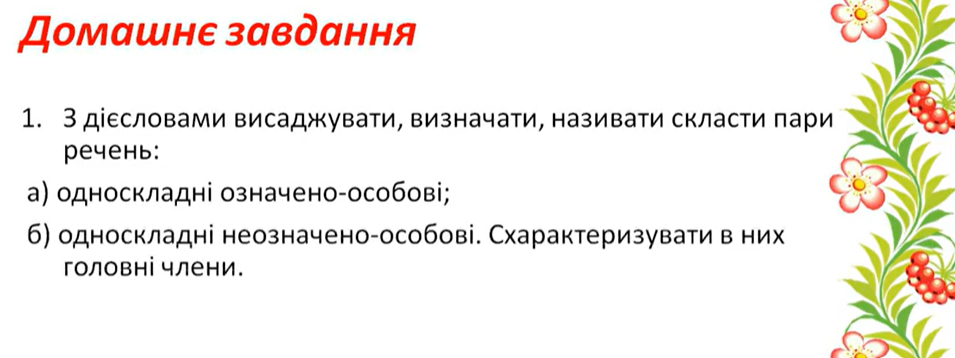 Домашнє завдання
1. З дієсловами висаджувати, визначати, називати скласти пари
речень:
а) односкладні означено-особові;
б) односкладні неозначено-особові. Схарактеризувати в них
головні члени.